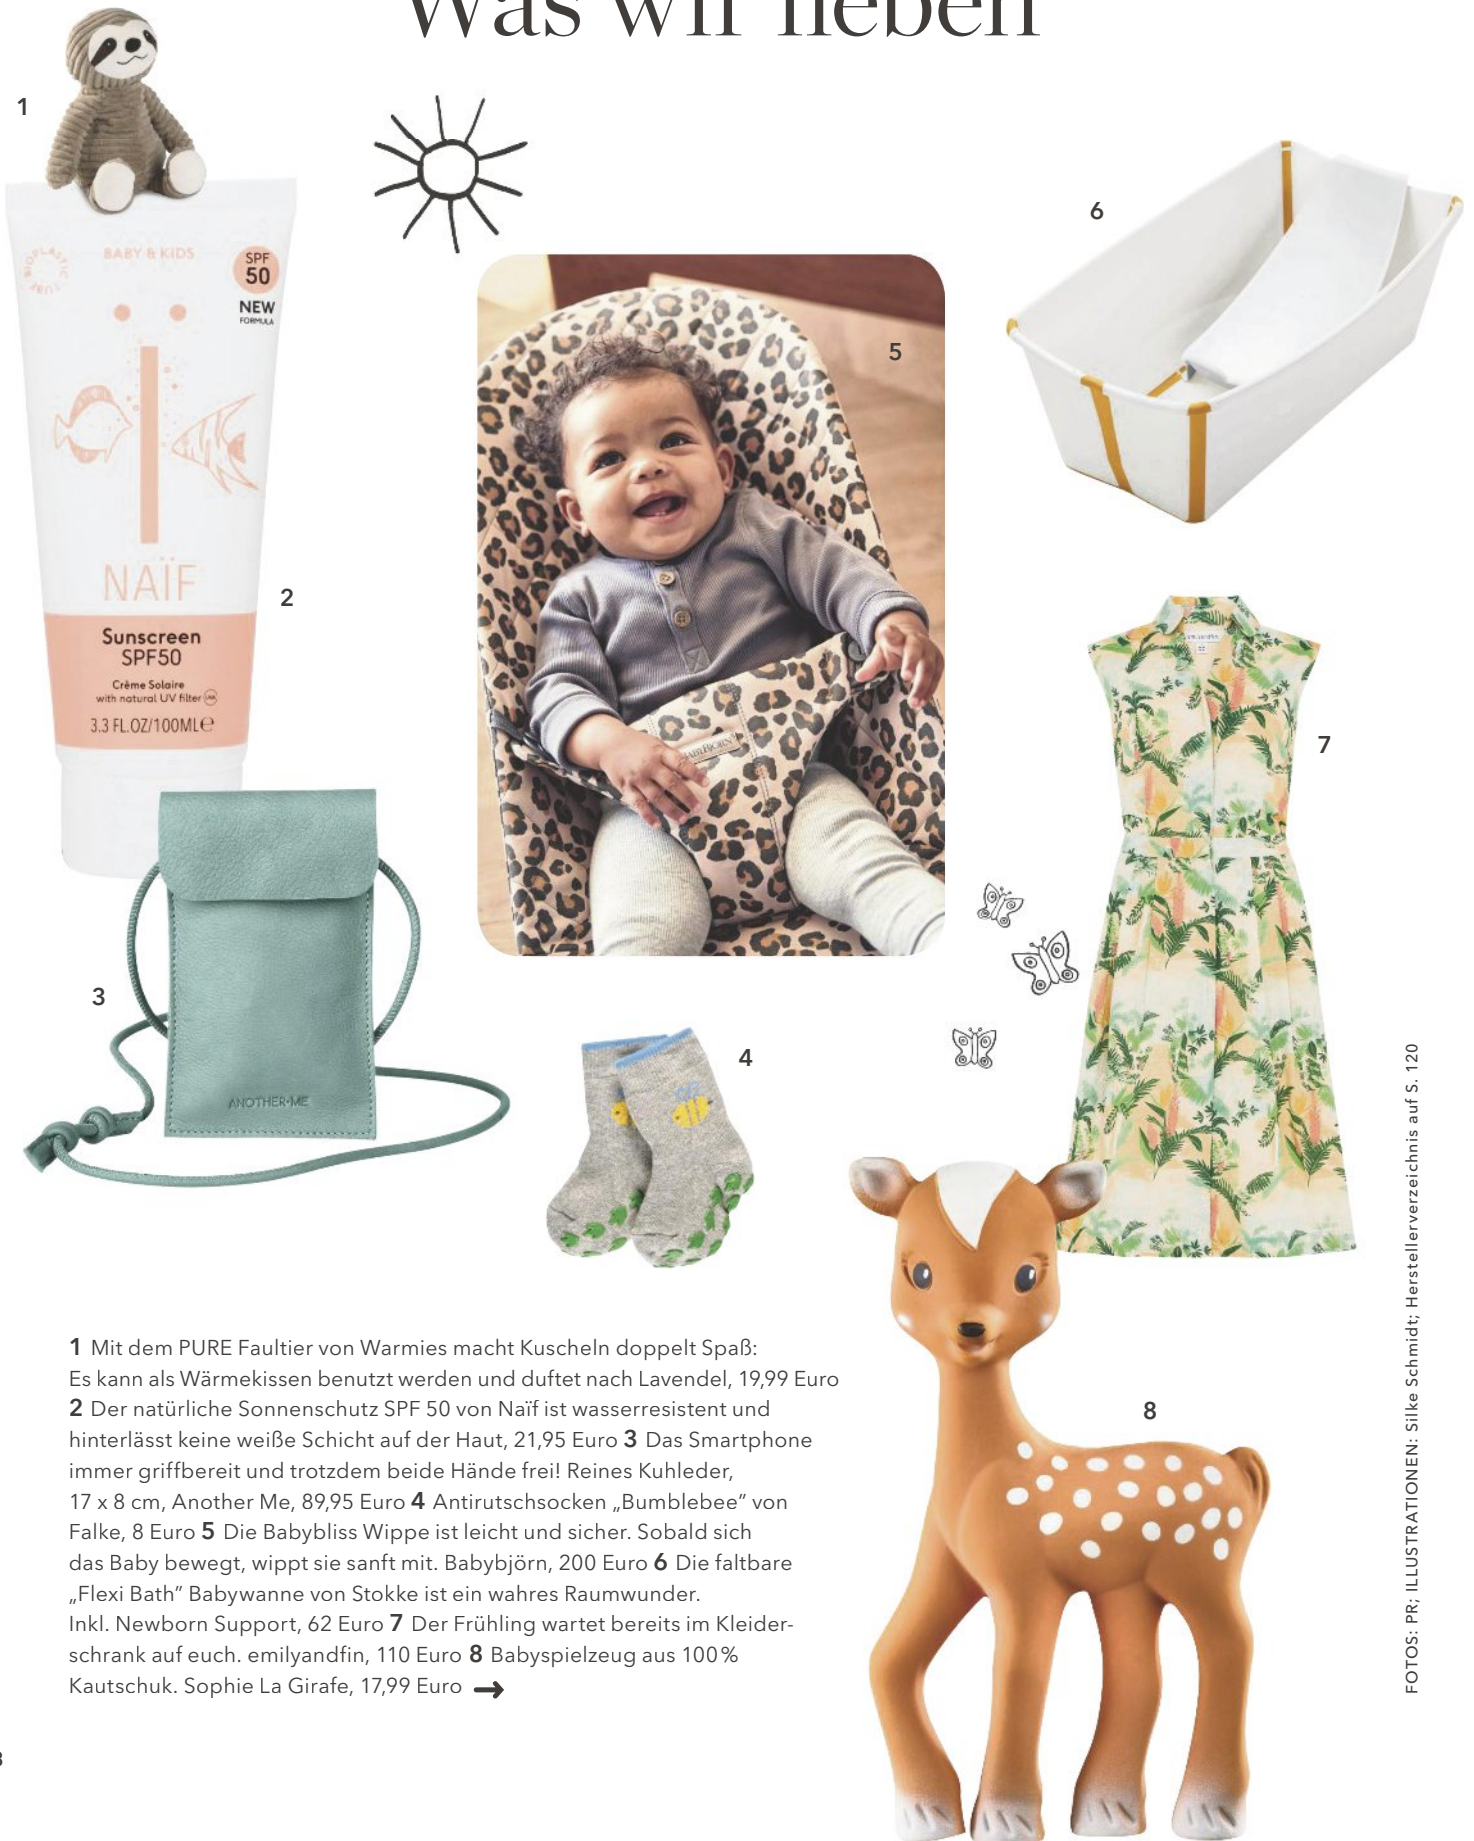 Was wir lieben
1
BABY & KIDS
BIOPLASTIC TUBE
SPF
50
NEW
FORMULA
NAÏF
Sunscreen
SPF50
Crème Solaire
with natural UV filter
3.3 FL.OZ/100ML℮
2
3
ANOTHER·ME
4
5
BABYBJÖRN
6
7
8
1 Mit dem PURE Faultier von Warmies macht Kuscheln doppelt Spaß:
Es kann als Wärmekissen benutzt werden und duftet nach Lavendel, 19,99 Euro
2 Der natürliche Sonnenschutz SPF 50 von Naïf ist wasserresistent und
hinterlässt keine weiße Schicht auf der Haut, 21,95 Euro 3 Das Smartphone
immer griffbereit und trotzdem beide Hände frei! Reines Kuhleder,
17 x 8 cm, Another Me, 89,95 Euro 4 Antirutschsocken „Bumblebee" von
Falke, 8 Euro 5 Die Babybliss Wippe ist leicht und sicher. Sobald sich
das Baby bewegt, wippt sie sanft mit. Babybjörn, 200 Euro 6 Die faltbare
„Flexi Bath" Babywanne von Stokke ist ein wahres Raumwunder.
Inkl. Newborn Support, 62 Euro 7 Der Frühling wartet bereits im Kleider-
schrank auf euch. emilyandfin, 110 Euro 8 Babyspielzeug aus 100 %
Kautschuk. Sophie La Girafe, 17,99 Euro →
FOTOS: PR; ILLUSTRATIONEN: Silke Schmidt; Herstellerverzeichnis auf S. 120